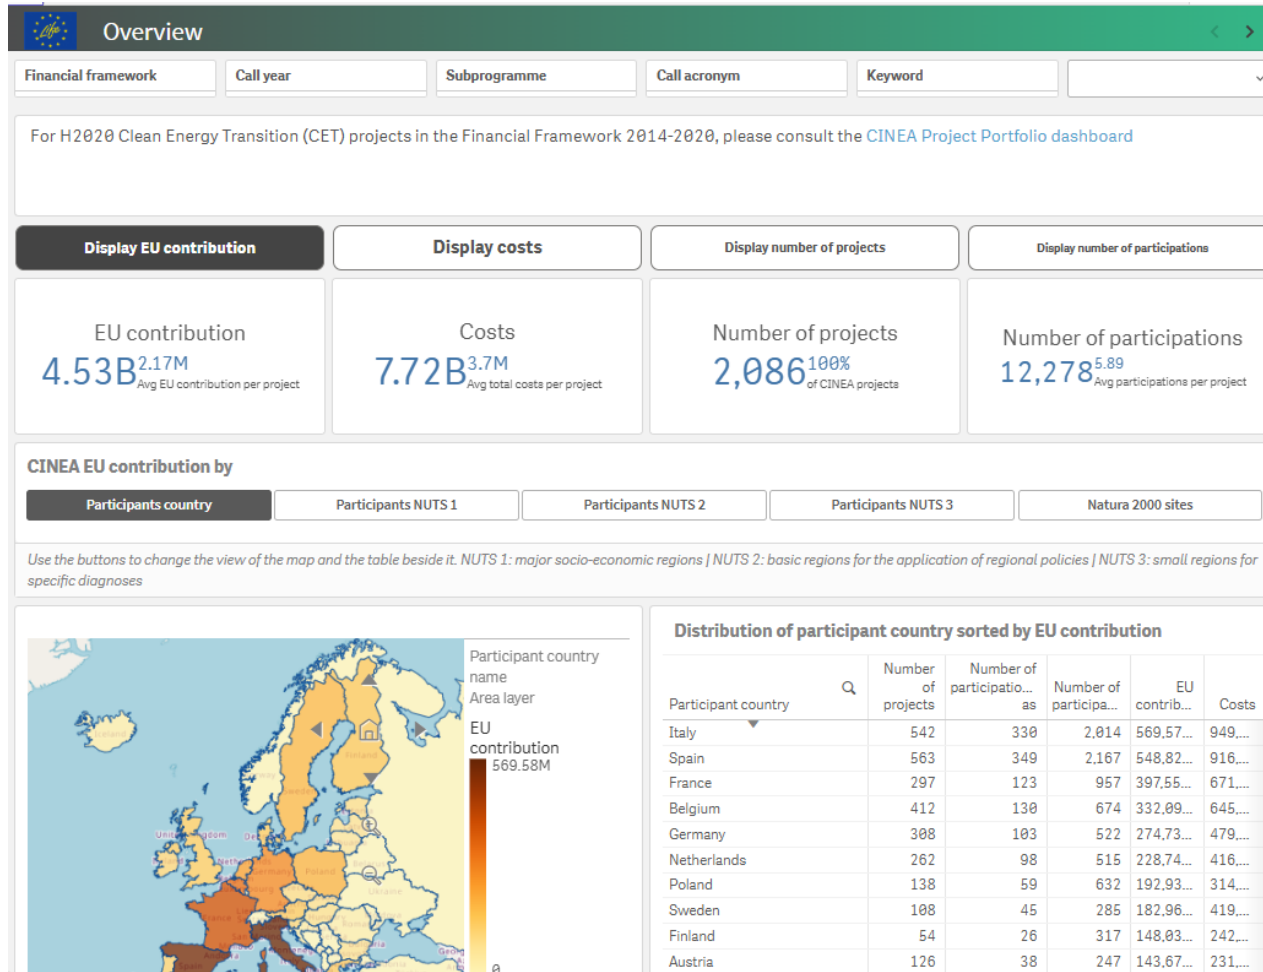 Life
Overview
Financial framework
Call year
Subprogramme
Call acronym
Keyword
For H2020 Clean Energy Transition (CET) projects in the Financial Framework 2014-2020, please consult the CINEA Project Portfolio dashboard
Display EU contribution
Display costs
Display number of projects
Display number of participations
EU contribution
4.53B 2.17M
Avg EU contribution per project
Costs
7.72B 3.7M
Avg total costs per project
Number of projects
2,086 100%
of CINEA projects
Number of participations
12,278 5.89
Avg participations per project
CINEA EU contribution by
Participants country
Participants NUTS 1
Participants NUTS 2
Participants NUTS 3
Natura 2000 sites
Use the buttons to change the view of the map and the table beside it. NUTS 1: major socio-economic regions | NUTS 2: basic regions for the application of regional policies | NUTS 3: small regions for
specific diagnoses
Iceland
Finland
Sweden
Germany
Poland
Ukraine
France
Spain
Participant country
name
Area layer
EU
contribution
569.58M
0
Distribution of participant country sorted by EU contribution
Participant country
Number
of
projects
Number of
participatio...
as
Number of
participa...
EU
contrib...
Costs
Italy 542 330 2,014 569,57... 949,...
Spain 563 349 2,167 548,82... 916,...
France 297 123 957 397,55... 671,...
Belgium 412 130 674 332,09... 645,...
Germany 308 103 522 274,73... 479,...
Netherlands 262 98 515 228,74... 416,...
Poland 138 59 632 192,93... 314,...
Sweden 108 45 285 182,96... 419,...
Finland 54 26 317 148,03... 242,...
Austria 126 38 247 143,67... 231,...